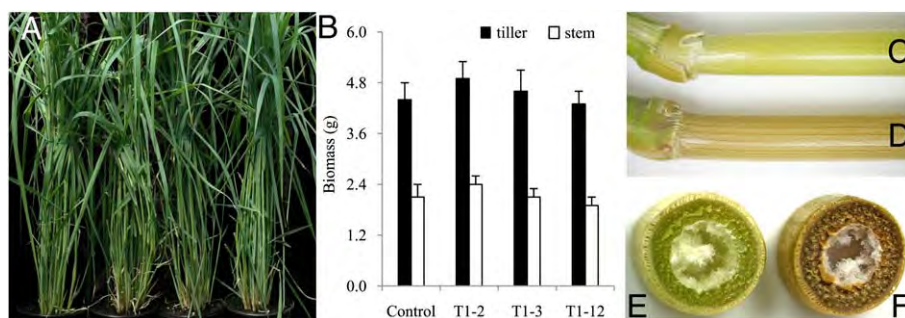 A
B
tiller stem
6.0
4.8
3.6
2.4
1.2
0.0
Biomass (g)
Control T1-2 T1-3 T1-12
C
D
E
F